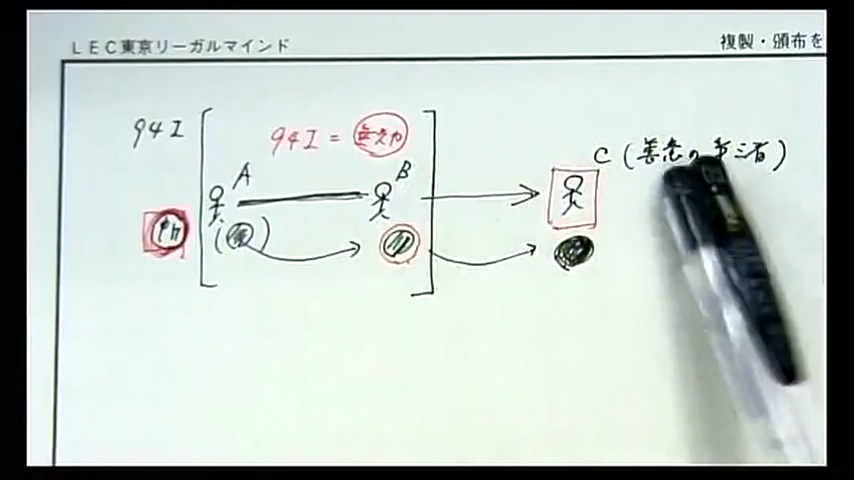 LEC東京リーガルマインド
複製・頒布を
94I
94I = 無効
A
B
C (善意の第三者)